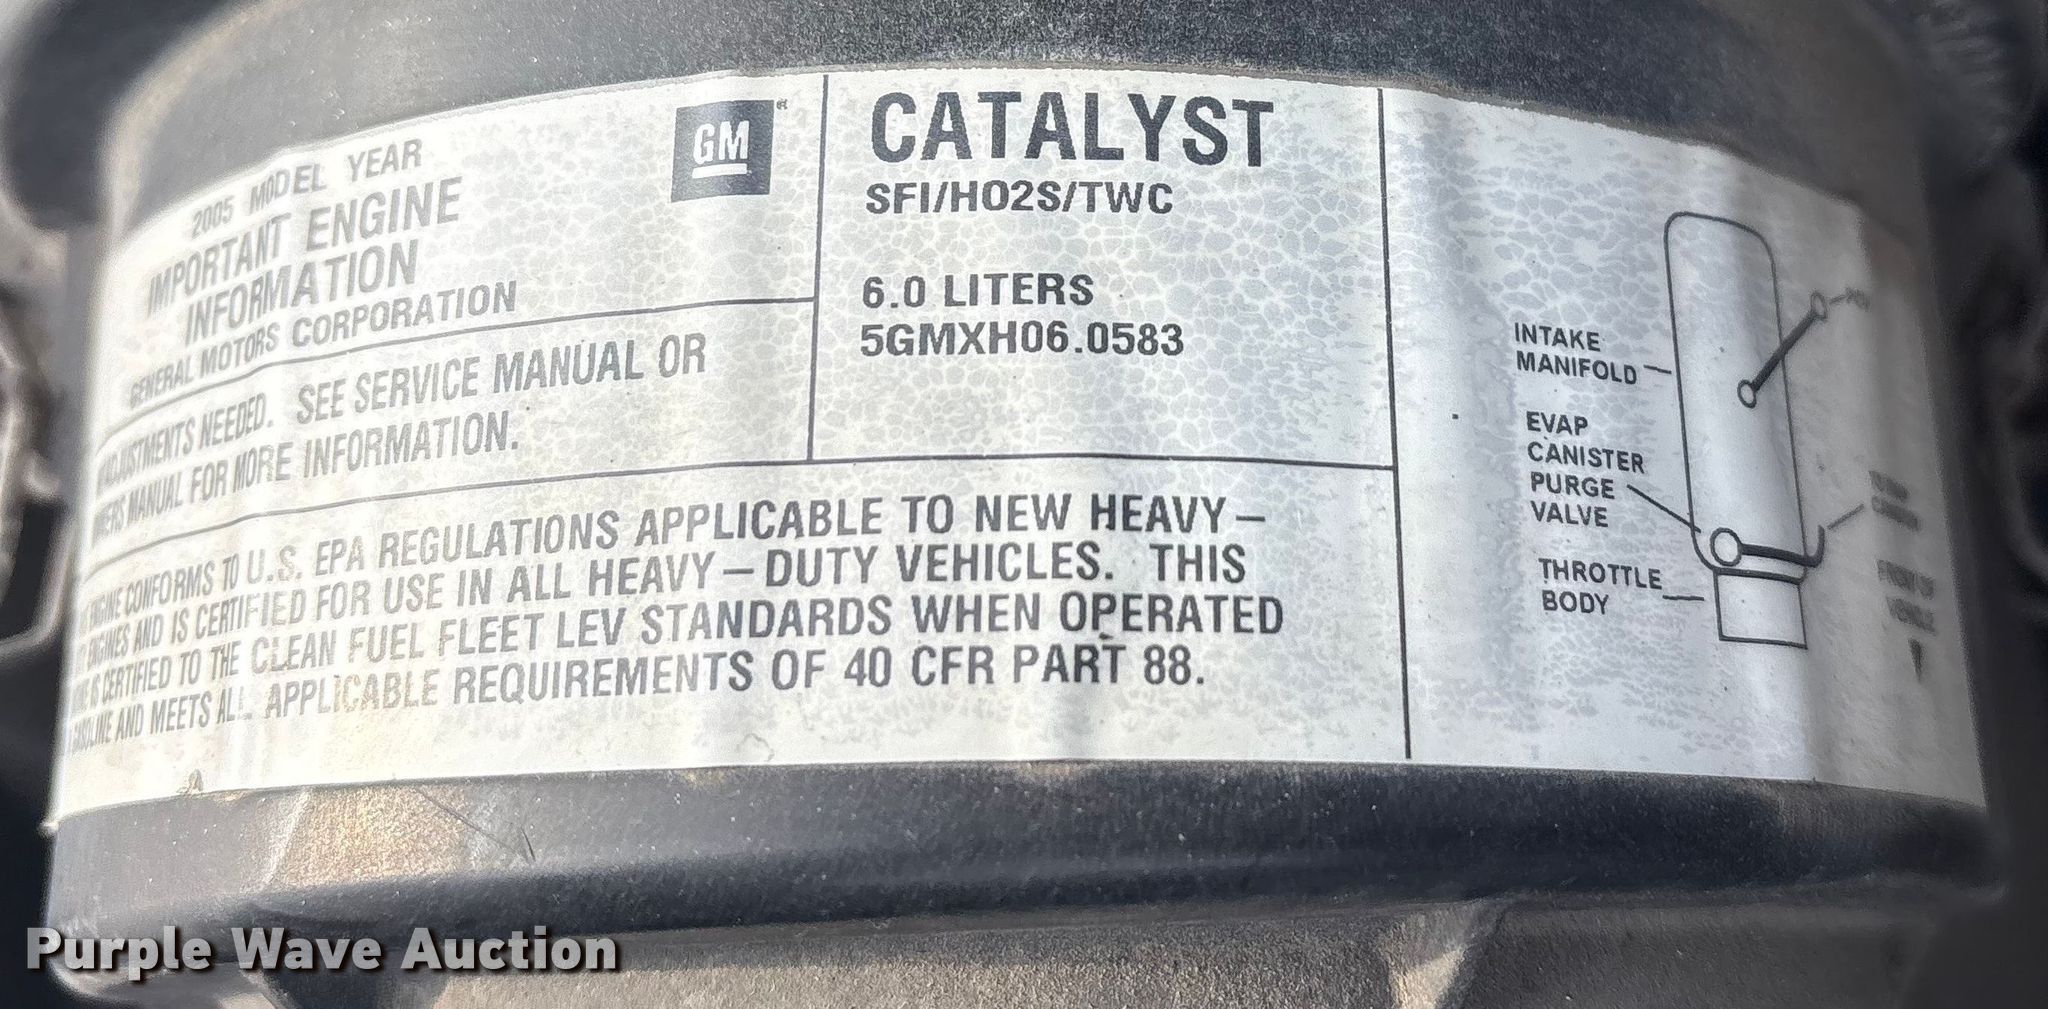 2005 MODEL YEAR
IMPORTANT ENGINE
INFORMATION
GENERAL MOTORS CORPORATION
GM
ADJUSTMENTS NEEDED. SEE SERVICE MANUAL OR
MANUAL FOR MORE INFORMATION.
CATALYST
SFI/HO2S/TWC
6.0 LITERS
5GMXH06.0583
ENGINE CONFORMS TO U.S. EPA REGULATIONS APPLICABLE TO NEW HEAVY-
ENGINES AND IS CERTIFIED FOR USE IN ALL HEAVY-DUTY VEHICLES. THIS
IS CERTIFIED TO THE CLEAN FUEL FLEET LEV STANDARDS WHEN OPERATED
GASOLINE AND MEETS ALL APPLICABLE REQUIREMENTS OF 40 CFR PART 88.
INTAKE
MANIFOLD
EVAP
CANISTER
PURGE
VALVE
THROTTLE
BODY
FRONT OF
VEHICLE
Purple Wave Auction